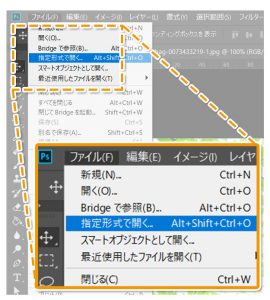 ファイル(F) 編集(E) イメージ(I) レイヤー(L) 書式(Y) 選択範囲(S) フィルター
新規(N)... Ctrl+N
開く(O)... Ctrl+O
Bridge で参照(B)... Alt+Ctrl+O
指定形式で開く... Alt+Shift+Ctrl+O
スマートオブジェクトとして開く...
最近使用したファイルを開く(T)
閉じる(C) Ctrl+W
すべてを閉じる Alt+Ctrl+W
閉じて Bridge を起動... Shift+Ctrl+W
保存(S) Ctrl+S
別名で保存(A)... Shift+Ctrl+S
ウンディングボックスを表示
Ps ファイル(F) 編集(E) イメージ(I) レイヤ
新規(N)... Ctrl+N
開く(O)... Ctrl+O
Bridge で参照(B)... Alt+Ctrl+O
指定形式で開く... Alt+Shift+Ctrl+O
スマートオブジェクトとして開く...
最近使用したファイルを開く(T)
閉じる(C) Ctrl+W